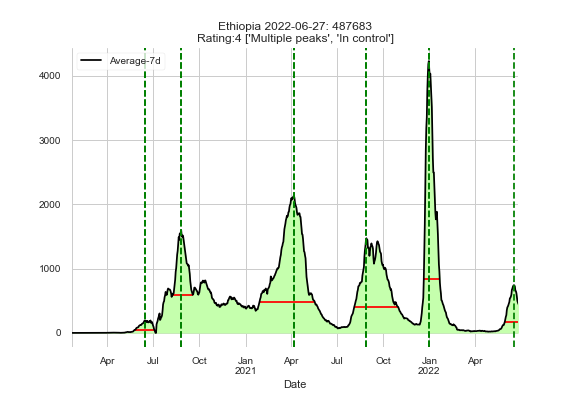 Ethiopia 2022-06-27: 487683
Rating:4 ['Multiple peaks', 'In control']
Average-7d
4000
3000
2000
1000
0
Apr Jul Oct Jan Apr Jul Oct Jan Apr
2021 2022
Date